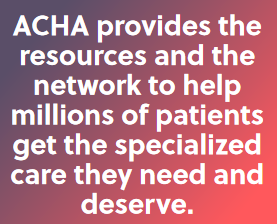 ACHA provides the
resources and the
network to help
millions of patients
get the specialized
care they need and
deserve.